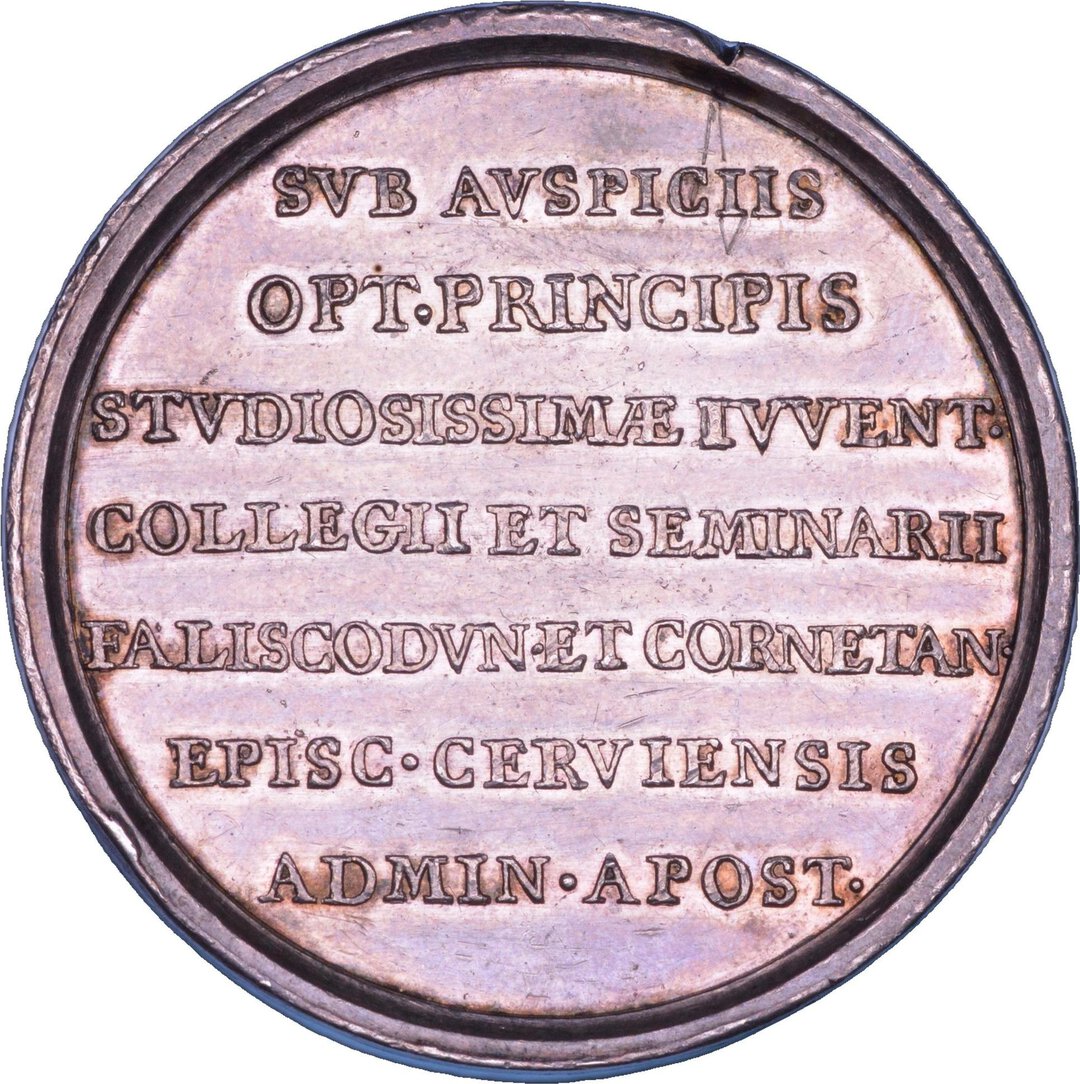 SVB AVSPICIIS
OPT·PRINCIPIS
STVDIOSISSIMÆ IVVENT·
COLLEGII ET SEMINARII
FALISCODVN·ET CORNETAN·
EPISC·CERVIENSIS
ADMIN·APOST·